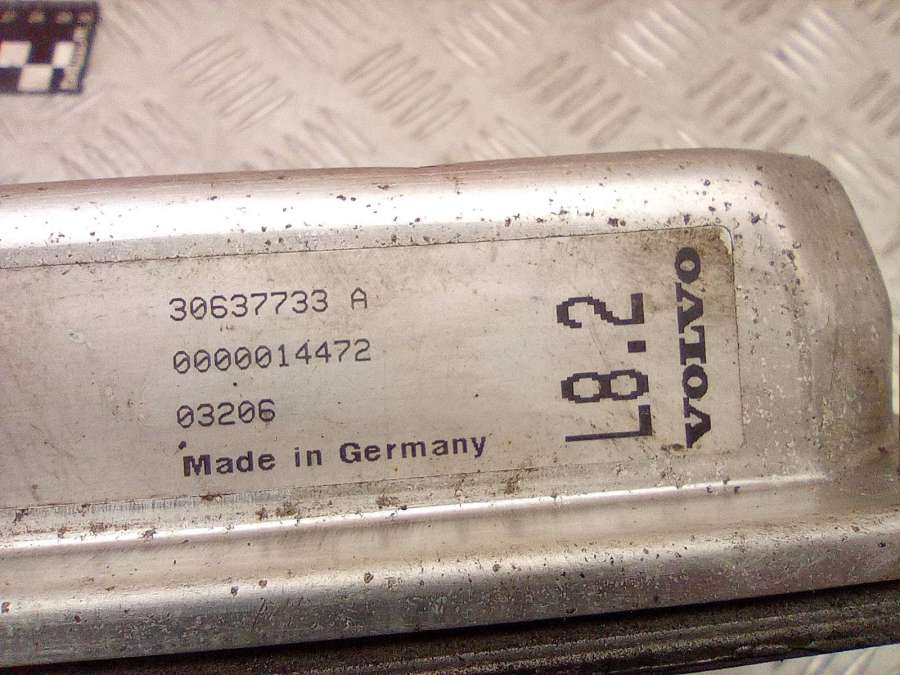 30637733 A
0000014472
03206
Made in Germany
L8.2
VOLVO